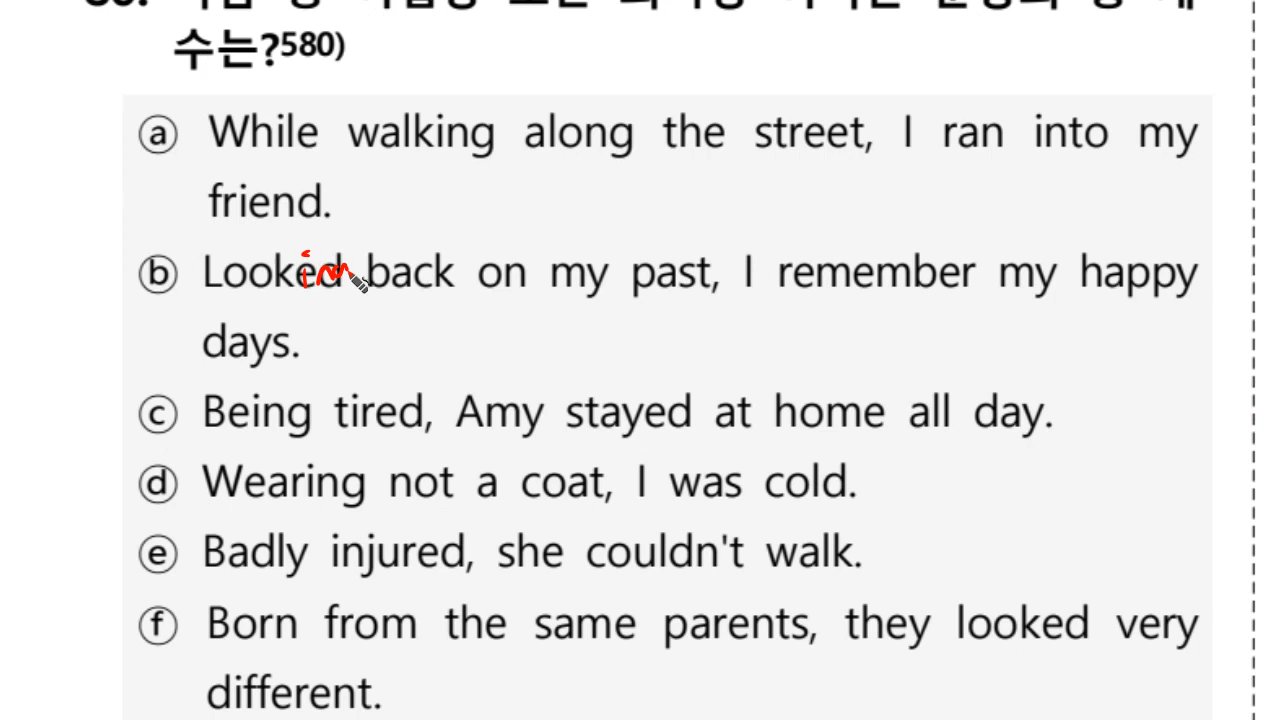 수는?580)
ⓐ While walking along the street, I ran into my
friend.
ⓑ Looked back on my past, I remember my happy
days.
ⓒ Being tired, Amy stayed at home all day.
ⓓ Wearing not a coat, I was cold.
ⓔ Badly injured, she couldn't walk.
ⓕ Born from the same parents, they looked very
different.